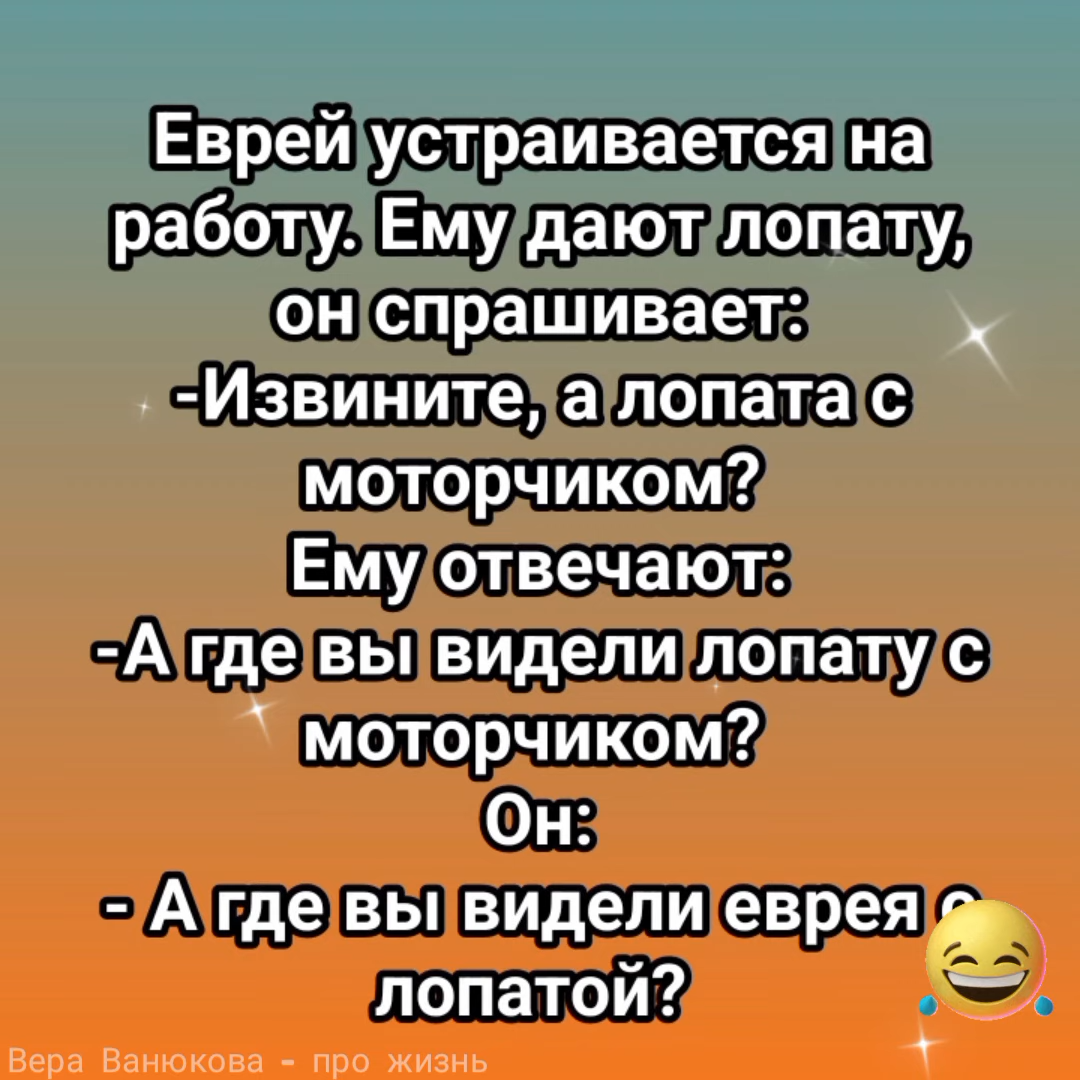 Еврей устраивается на
работу. Ему дают лопату,
он спрашивает:
-Извините, а лопата с
моторчиком?
Ему отвечают:
-А где вы видели лопату с
моторчиком?
Он:
- А где вы видели еврея с
лопатой?
Вера Ванюкова - про жизнь